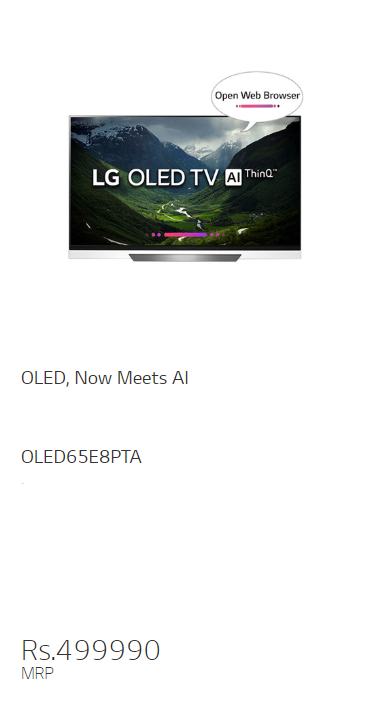 Open Web Browser
LG OLED TV AI ThinQ™
OLED, Now Meets AI
OLED65E8PTA
Rs.499990
MRP